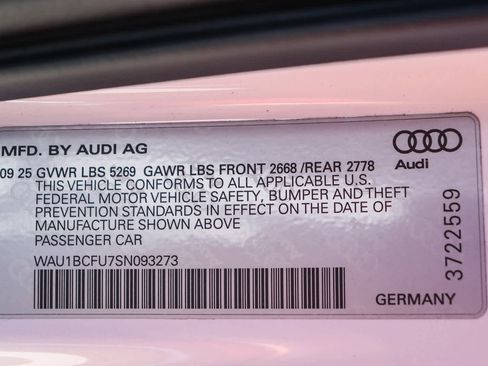 MFD. BY AUDI AG
09 25 GVWR LBS 5269 GAWR LBS FRONT 2668 /REAR 2778
THIS VEHICLE CONFORMS TO ALL APPLICABLE U.S.
FEDERAL MOTOR VEHICLE SAFETY, BUMPER AND THEFT
PREVENTION STANDARDS IN EFFECT ON THE DATE OF
MANUFACTURE SHOWN ABOVE
PASSENGER CAR
WAU1BCFU7SN093273
GERMANY
Audi
3722559